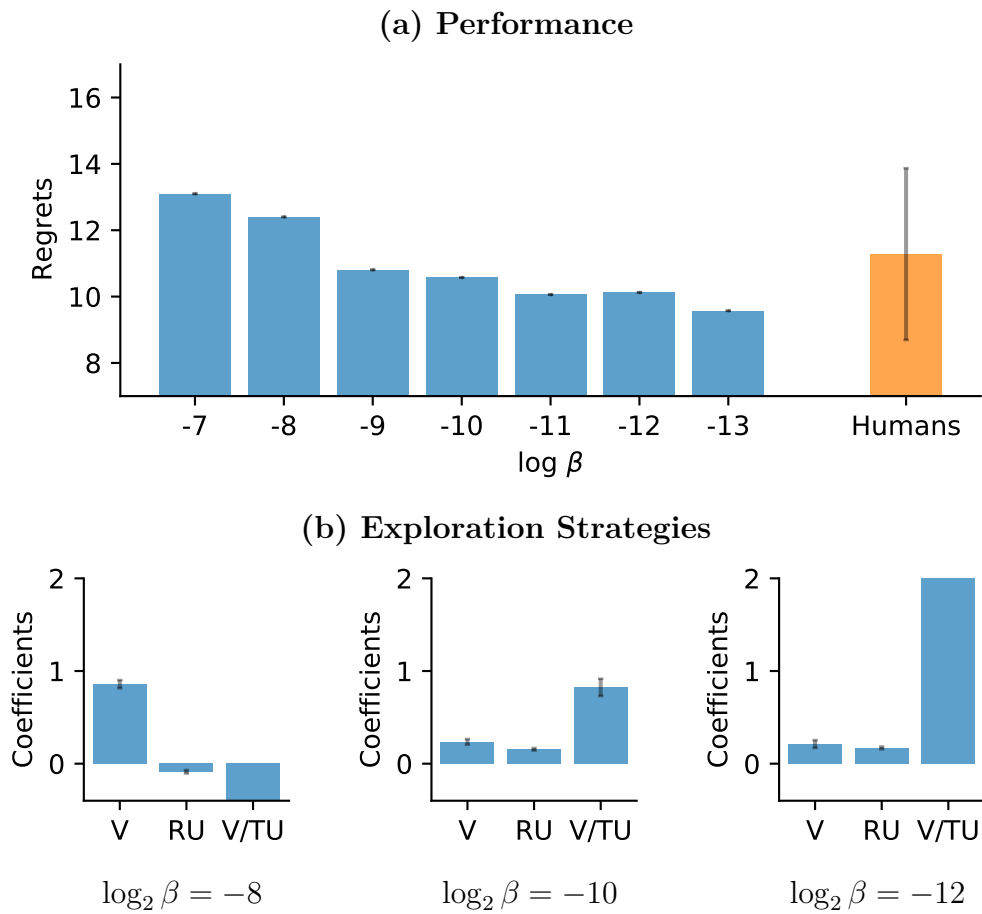 (a) Performance
16
14
12
10
8
Regrets
-7 -8 -9 -10 -11 -12 -13 Humans
log β
(b) Exploration Strategies
2 2 2
1 1 1
0 0 0
Coefficients Coefficients Coefficients
V RU V/TU V RU V/TU V RU V/TU
log₂ β = −8 log₂ β = −10 log₂ β = −12